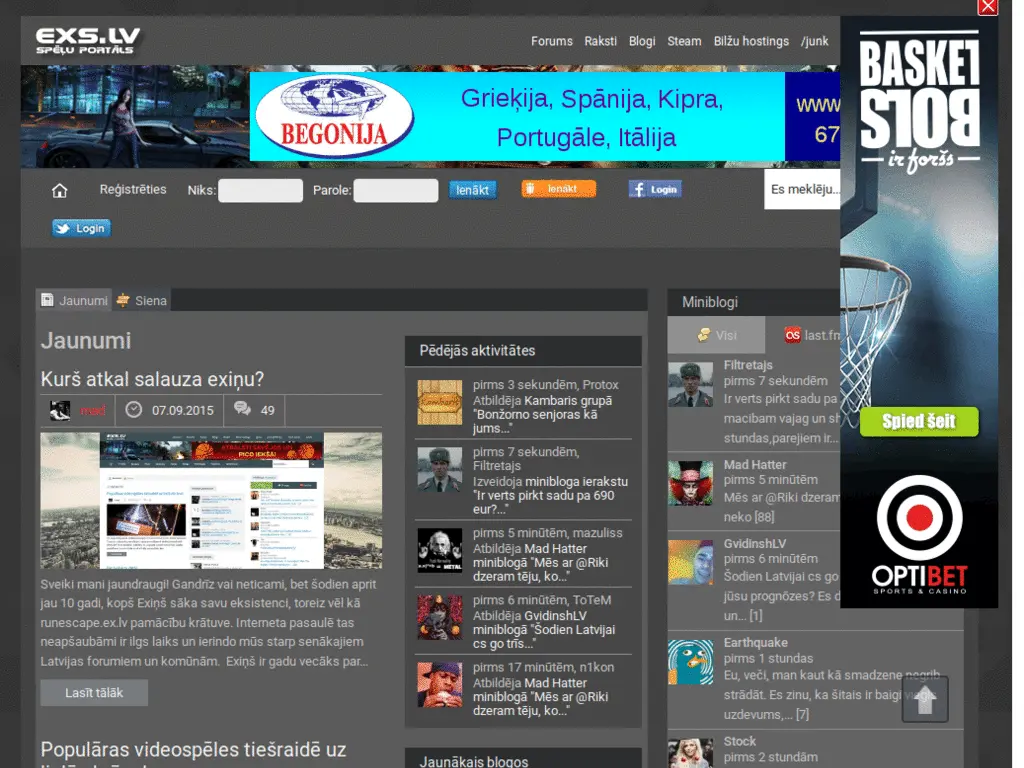 EXS.LV
SPĒĻU PORTĀLS
Forums Raksti Blogi Steam Bilžu hostings /junk
BEGONIJA
Grieķija, Spānija, Kipra,
Portugāle, Itālija
www
67
Reģistrēties Niks: Parole: Ienākt Ienākt Login
Es meklēju...
Login
BASKET
BOLS
ir foršs
Spied šeit
OPTIBET
SPORTS & CASINO
Jaunumi Siena
Jaunumi
Kurš atkal salauza exiņu?
mad 07.09.2015 49
Sveiki mani jaundraugi! Gandrīz vai neticami, bet šodien aprit
jau 10 gadi, kopš Exiņš sāka savu eksistenci, toreiz vēl kā
runescape.ex.lv pamācību krātuve. Interneta pasaulē tas
neapšaubāmi ir ilgs laiks un ierindo mūs starp senākajiem
Latvijas forumiem un komūnām. Exiņš ir gadu vecāks par...
Lasīt tālāk
Populāras videospēles tiešraidē uz
Pēdējās aktivitātes
pirms 3 sekundēm, Protox
Atbildēja Kambaris grupā
"Bonžorno senjoras kā
jums..."
pirms 7 sekundēm,
Filtretajs
Izveidoja minibloga ierakstu
"Ir verts pirkt sadu pa 690
eur?..."
pirms 5 minūtēm, mazuliss
Atbildēja Mad Hatter
miniblogā "Mēs ar @Riki
dzeram tēju, ko..."
pirms 6 minūtēm, ToTeM
Atbildēja GvidinshLV
miniblogā "Šodien Latvijai
cs go trīs..."
pirms 17 minūtēm, n1kon
Atbildēja Mad Hatter
miniblogā "Mēs ar @Riki
dzeram tēju, ko..."
Jaunākais blogos
Miniblogi
Visi last.fm
Filtretajs
pirms 7 sekundēm
Ir verts pirkt sadu pa
macibam vajag un sh
stundas,parejiem ir...
Mad Hatter
pirms 5 minūtēm
Mēs ar @Riki dzeram
neko [88]
GvidinshLV
pirms 6 minūtēm
Šodien Latvijai cs go
jūsu prognōzes? Es d
un... [1]
Earthquake
pirms 1 stundas
Eu, veči, man kaut kā smadzene negrib
strādāt. Es zinu, ka šitais ir baigi viegls
uzdevums,... [7]
Stock
pirms 2 stundām